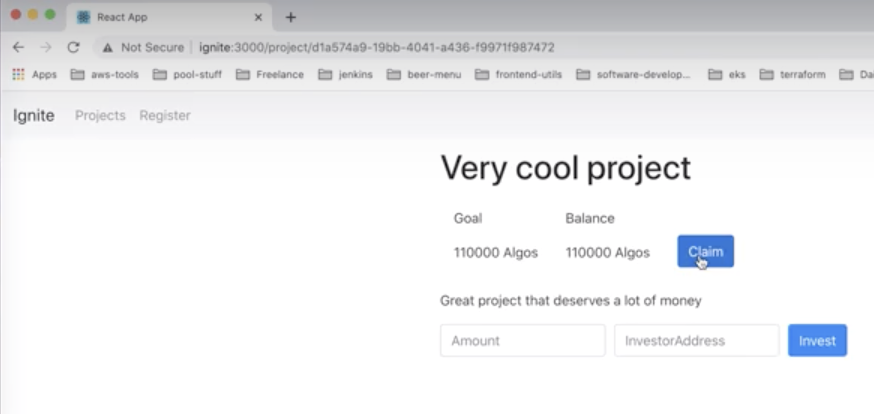 React App
Not Secure | ignite:3000/project/d1a574a9-19bb-4041-a436-f9971f987472
Apps aws-tools pool-stuff Freelance jenkins beer-menu frontend-utils software-develop... eks terraform Da
Ignite Projects Register
Very cool project
Goal Balance
110000 Algos 110000 Algos Claim
Great project that deserves a lot of money
Amount InvestorAddress Invest